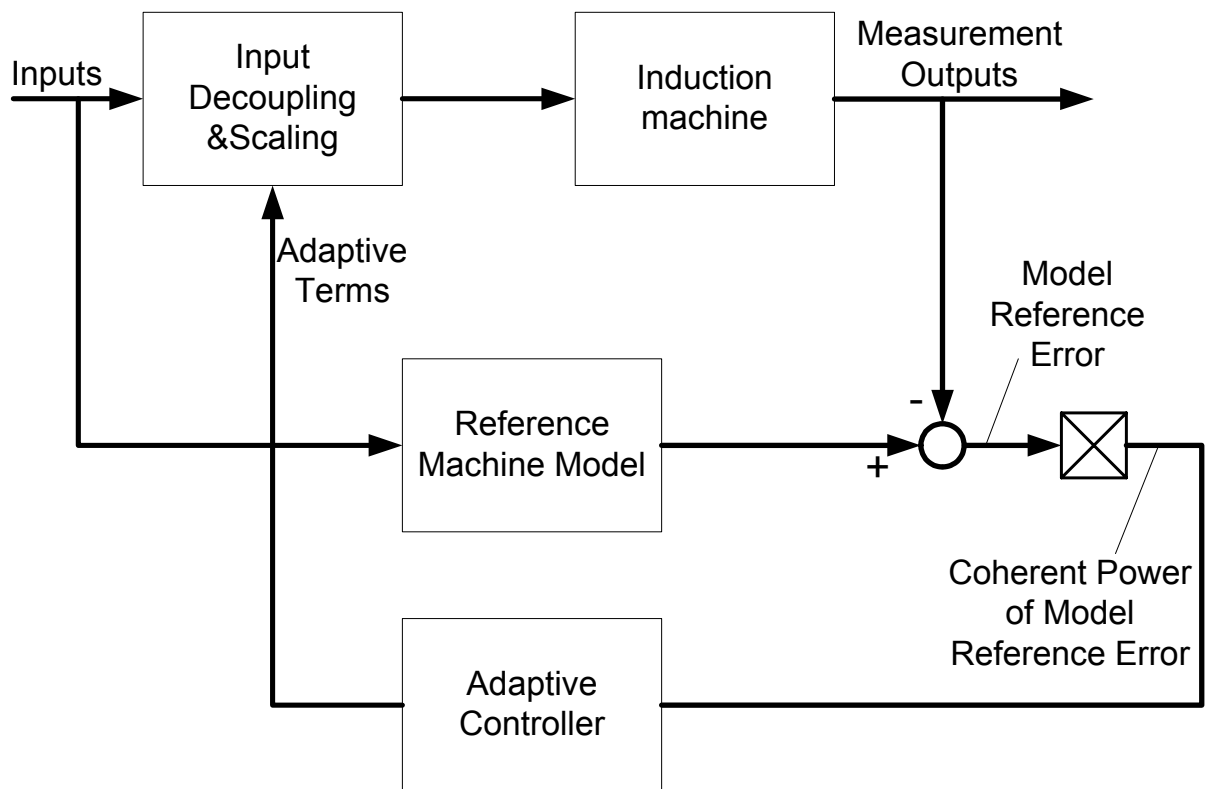 Inputs
Input
Decoupling
&Scaling
Induction
machine
Measurement
Outputs
Adaptive
Terms
Model
Reference
Error
-
+
Reference
Machine Model
Coherent Power
of Model
Reference Error
Adaptive
Controller